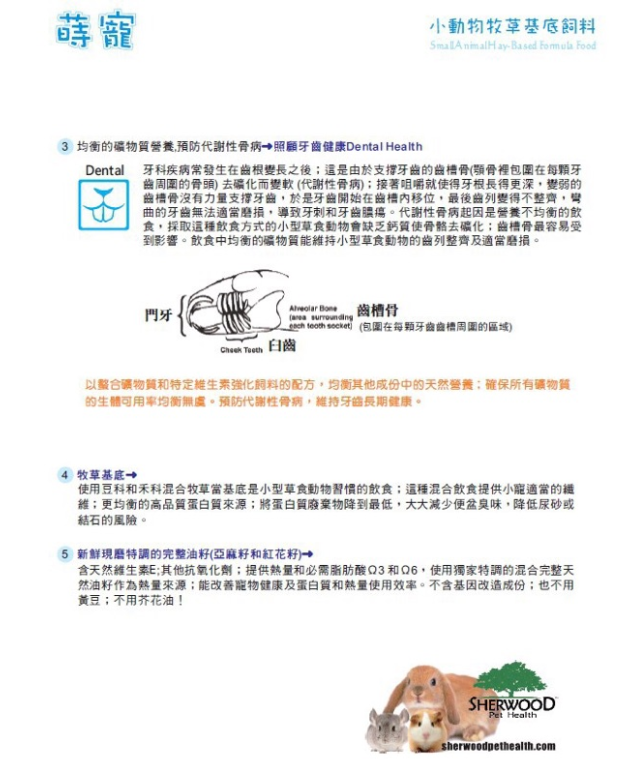 蒔寵
小動物牧草基底飼料
Small Animal Hay-Based Formula Food
3 均衡的礦物質營養,預防代謝性骨病➞照顧牙齒健康Dental Health
Dental
牙科疾病常發生在齒根變長之後；這是由於支撐牙齒的齒槽骨(顎骨裡包圍在每顆牙
齒周圍的骨頭) 去礦化而變軟 (代謝性骨病)；接著咀嚼就使得牙根長得更深，變弱的
齒槽骨沒有力量支撐牙齒，於是牙齒開始在齒槽內移位，最後齒列變得不整齊，彎
曲的牙齒無法適當磨損，導致牙刺和牙齒膿瘍。代謝性骨病起因是營養不均衡的飲
食，採取這種飲食方式的小型草食動物會缺乏鈣質使骨骼去礦化；齒槽骨最容易受
到影響。飲食中均衡的礦物質能維持小型草食動物的齒列整齊及適當磨損。
門牙
Alveolar Bone
(area surrounding
each tooth socket)
齒槽骨
(包圍在每顆牙齒齒槽周圍的區域)
Cheek Teeth 臼齒
以螯合礦物質和特定維生素強化飼料的配方，均衡其他成份中的天然營養；確保所有礦物質
的生體可用率均衡無虞。預防代謝性骨病，維持牙齒長期健康。
4 牧草基底➞
使用豆科和禾科混合牧草當基底是小型草食動物習慣的飲食；這種混合飲食提供小寵適當的纖
維；更均衡的高品質蛋白質來源；將蛋白質廢棄物降到最低，大大減少便盆臭味，降低尿砂或
結石的風險。
5 新鮮現磨特調的完整油籽(亞麻籽和紅花籽)➞
含天然維生素E;其他抗氧化劑；提供熱量和必需脂肪酸Ω3 和Ω6，使用獨家特調的混合完整天
然油籽作為熱量來源；能改善寵物健康及蛋白質和熱量使用效率。不含基因改造成份；也不用
黃豆；不用芥花油！
SHERWOOD
Pet Health
sherwoodpethealth.com